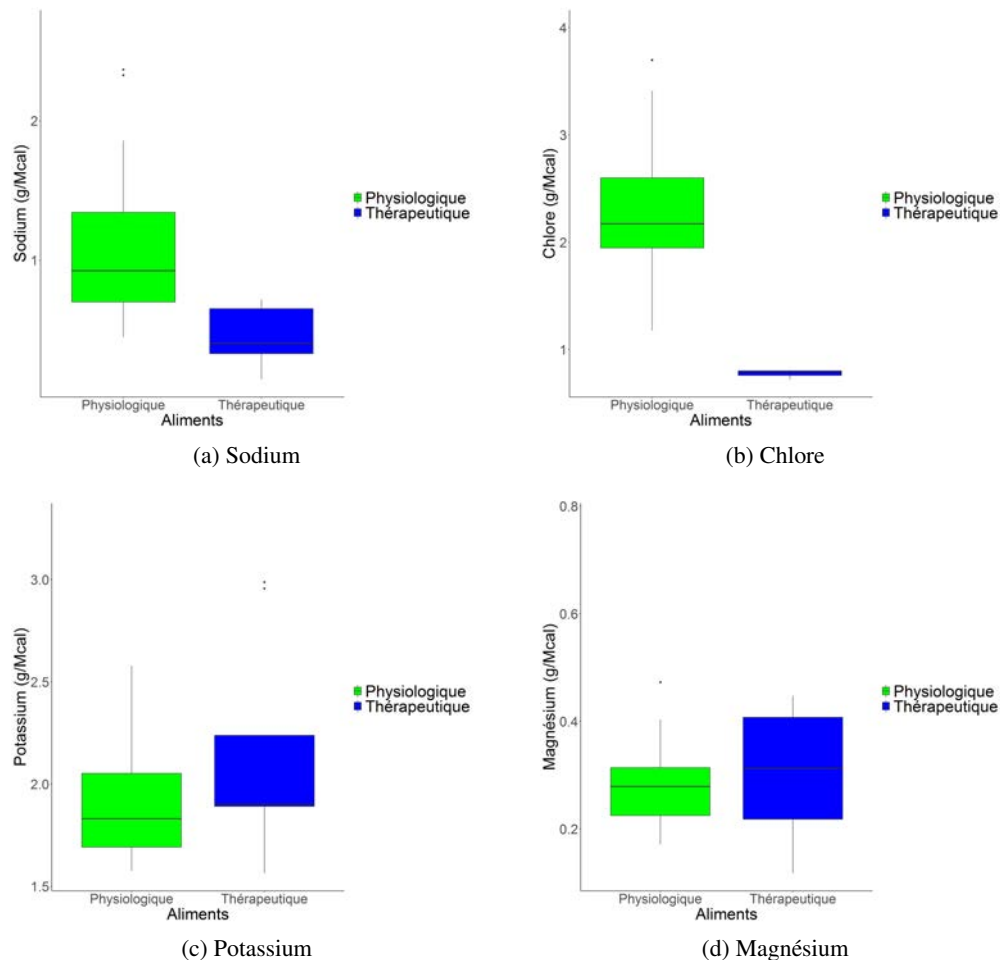 Sodium (g/Mcal)
2
1
Physiologique
Thérapeutique
Physiologique Thérapeutique
Aliments
(a) Sodium
Chlore (g/Mcal)
4
3
2
1
Physiologique
Thérapeutique
Physiologique Thérapeutique
Aliments
(b) Chlore
Potassium (g/Mcal)
3.0
2.5
2.0
1.5
Physiologique
Thérapeutique
Physiologique Thérapeutique
Aliments
(c) Potassium
Magnésium (g/Mcal)
0.8
0.6
0.4
0.2
Physiologique
Thérapeutique
Physiologique Thérapeutique
Aliments
(d) Magnésium